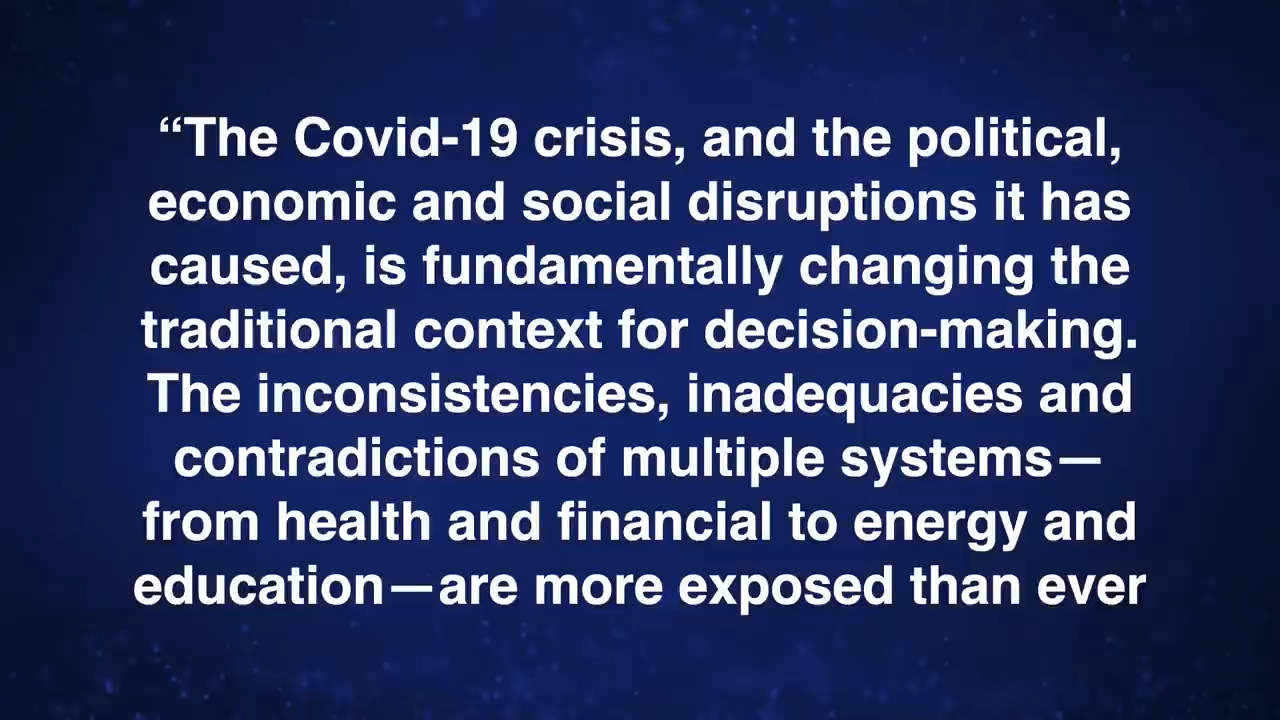 “The Covid-19 crisis, and the political,
economic and social disruptions it has
caused, is fundamentally changing the
traditional context for decision-making.
The inconsistencies, inadequacies and
contradictions of multiple systems—
from health and financial to energy and
education—are more exposed than ever